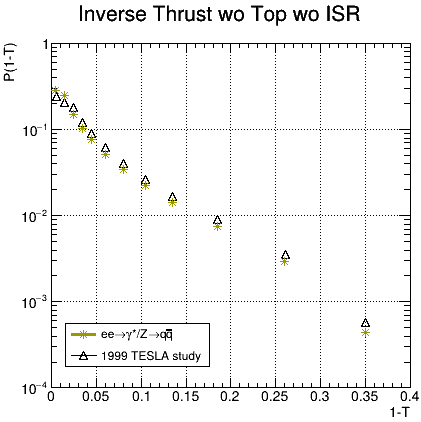 Inverse Thrust wo Top wo ISR
P(1-T)
1
10⁻¹
10⁻²
10⁻³
10⁻⁴
ee→γ*/Z→qq̅
1999 TESLA study
0 0.05 0.1 0.15 0.2 0.25 0.3 0.35 0.4
1-T